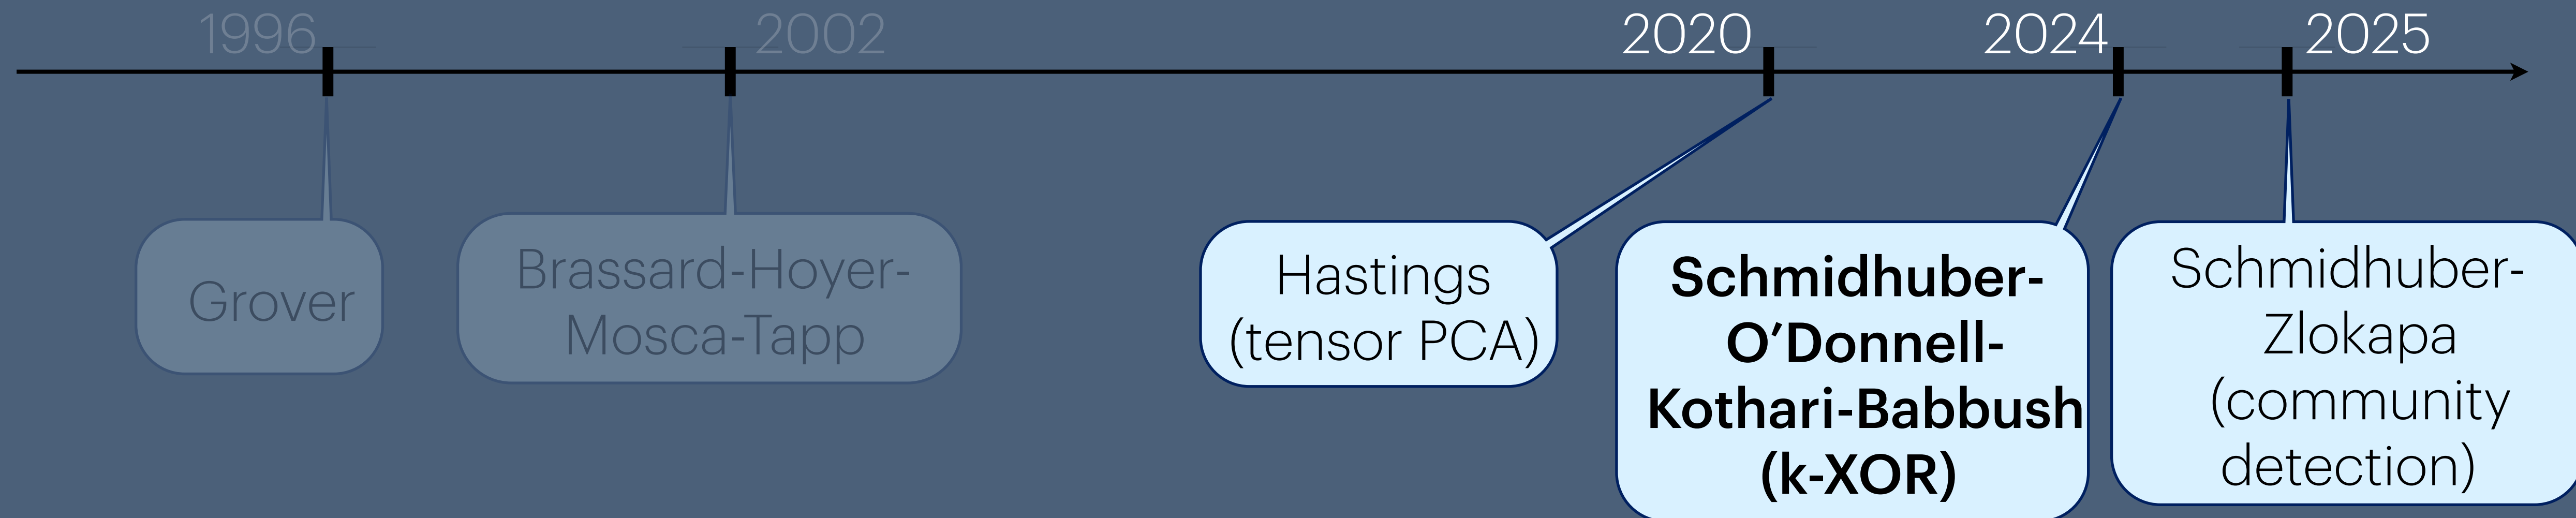 1996
2002
2020
2024
2025
Grover
Brassard-Hoyer-
Mosca-Tapp
Hastings
(tensor PCA)
Schmidhuber-
O’Donnell-
Kothari-Babbush
(k-XOR)
Schmidhuber-
Zlokapa
(community
detection)